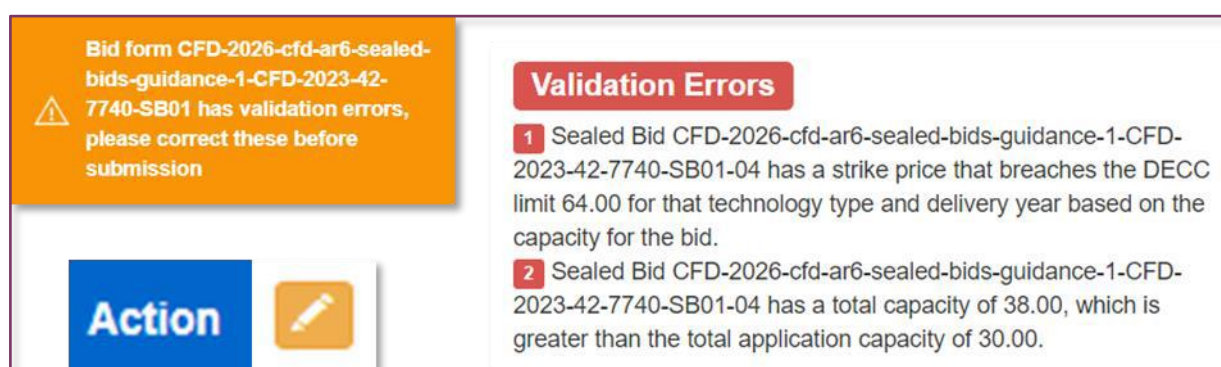 Bid form CFD-2026-cfd-ar6-sealed-
bids-guidance-1-CFD-2023-42-
7740-SB01 has validation errors,
please correct these before
submission
Action
Validation Errors
1 Sealed Bid CFD-2026-cfd-ar6-sealed-bids-guidance-1-CFD-
2023-42-7740-SB01-04 has a strike price that breaches the DECC
limit 64.00 for that technology type and delivery year based on the
capacity for the bid.
2 Sealed Bid CFD-2026-cfd-ar6-sealed-bids-guidance-1-CFD-
2023-42-7740-SB01-04 has a total capacity of 38.00, which is
greater than the total application capacity of 30.00.